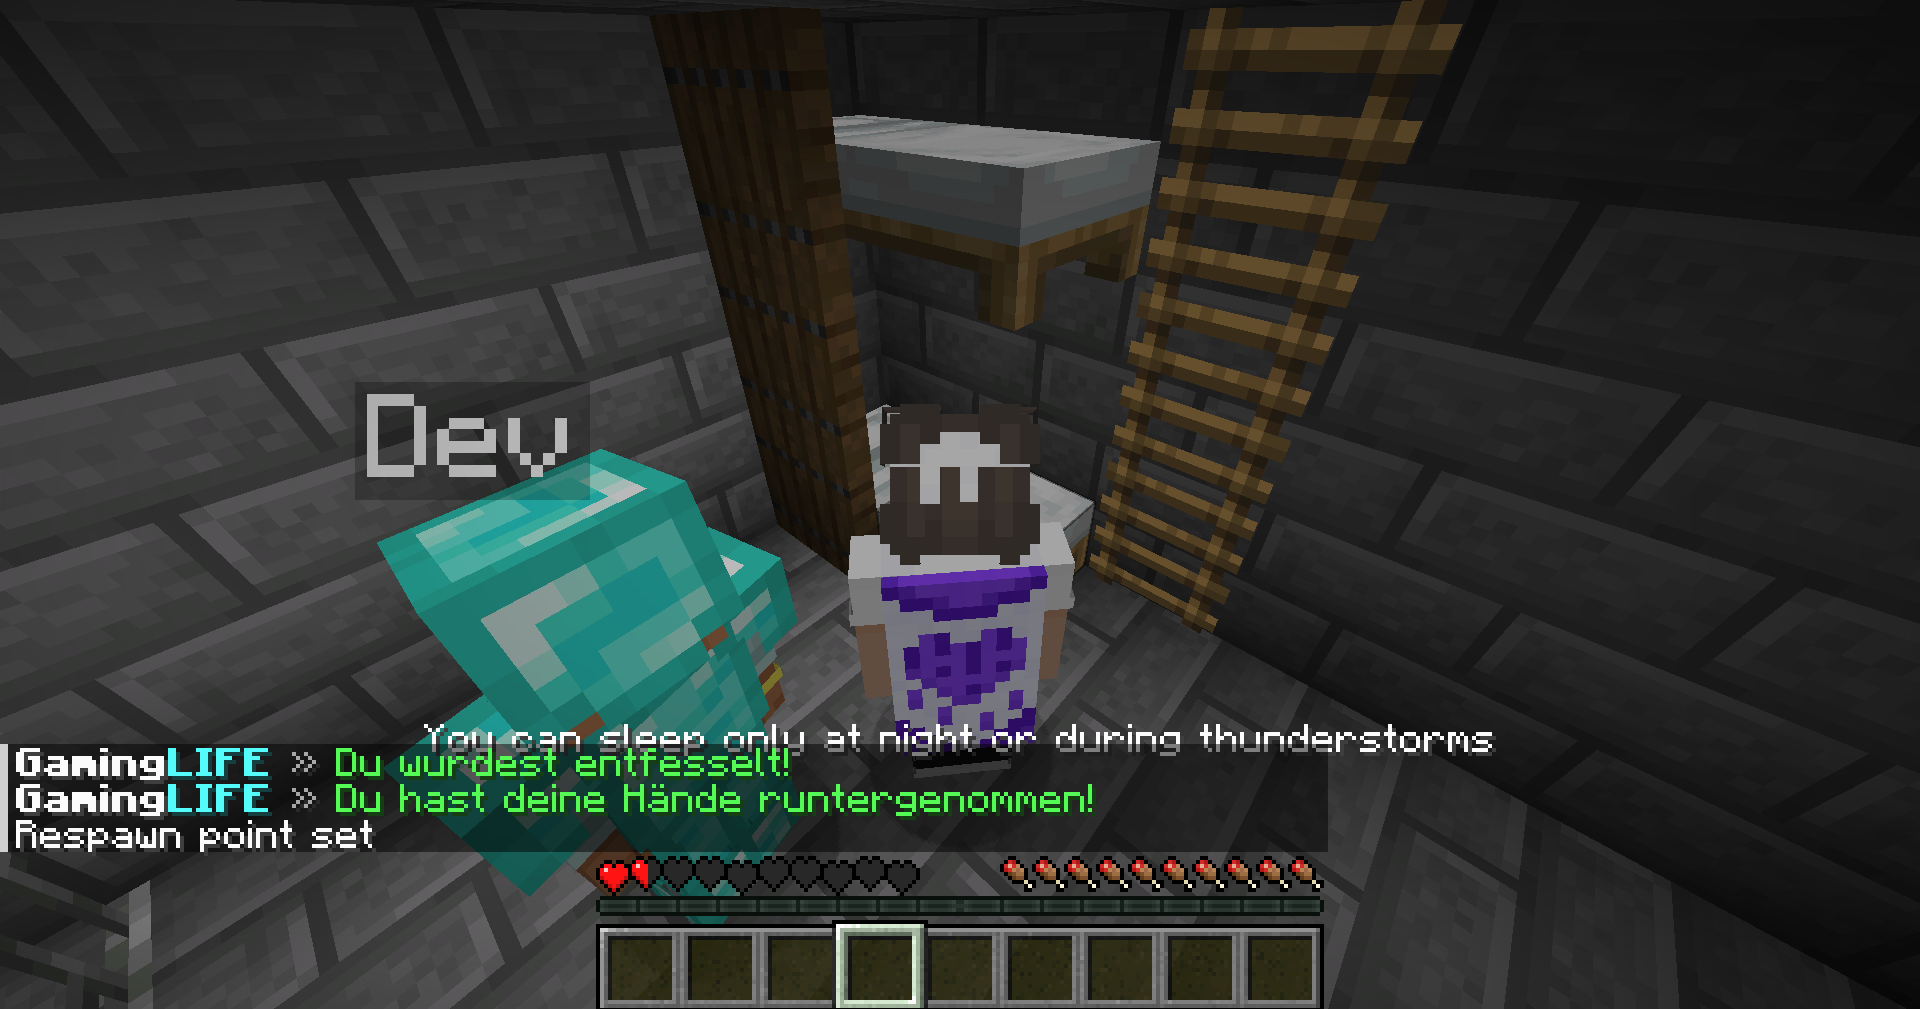 Dev
You can sleep only at night or during thunderstorms
GamingLIFE » Du wurdest entfesselt!
GamingLIFE » Du hast deine Hände runtergenommen!
Respawn point set